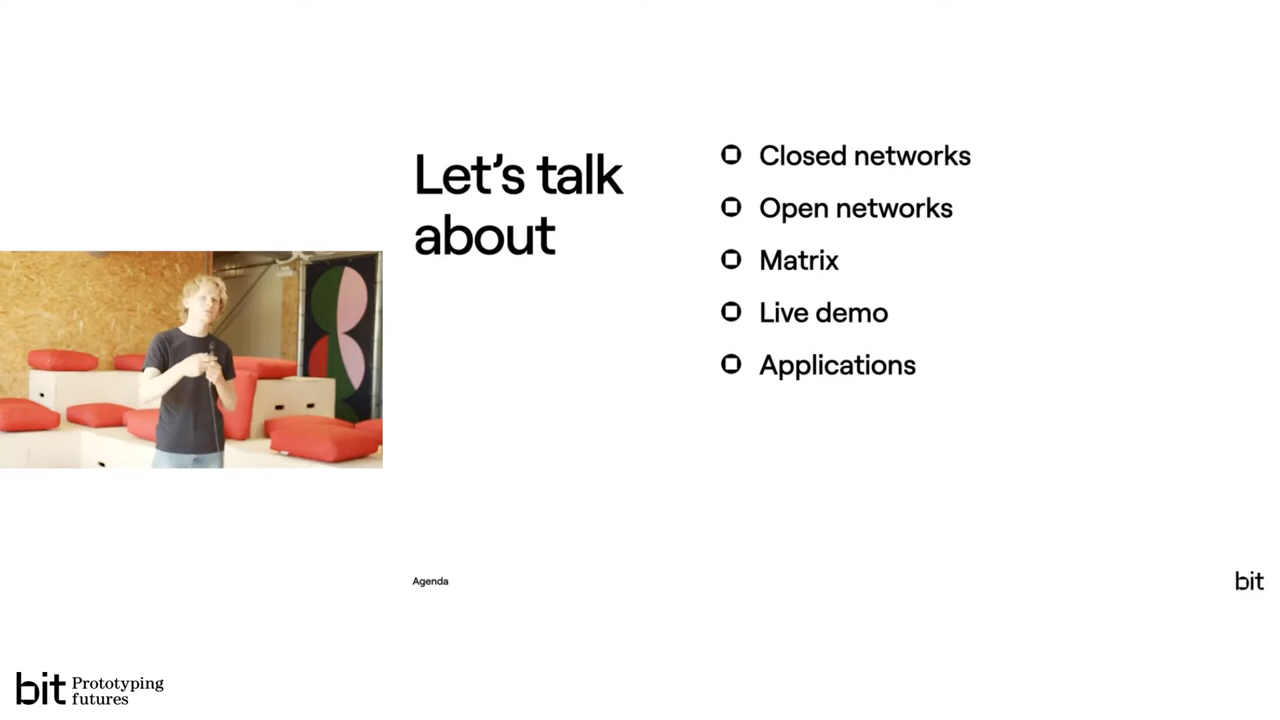 Let's talk
about
Closed networks
Open networks
Matrix
Live demo
Applications
Agenda
bit
bit Prototyping
futures